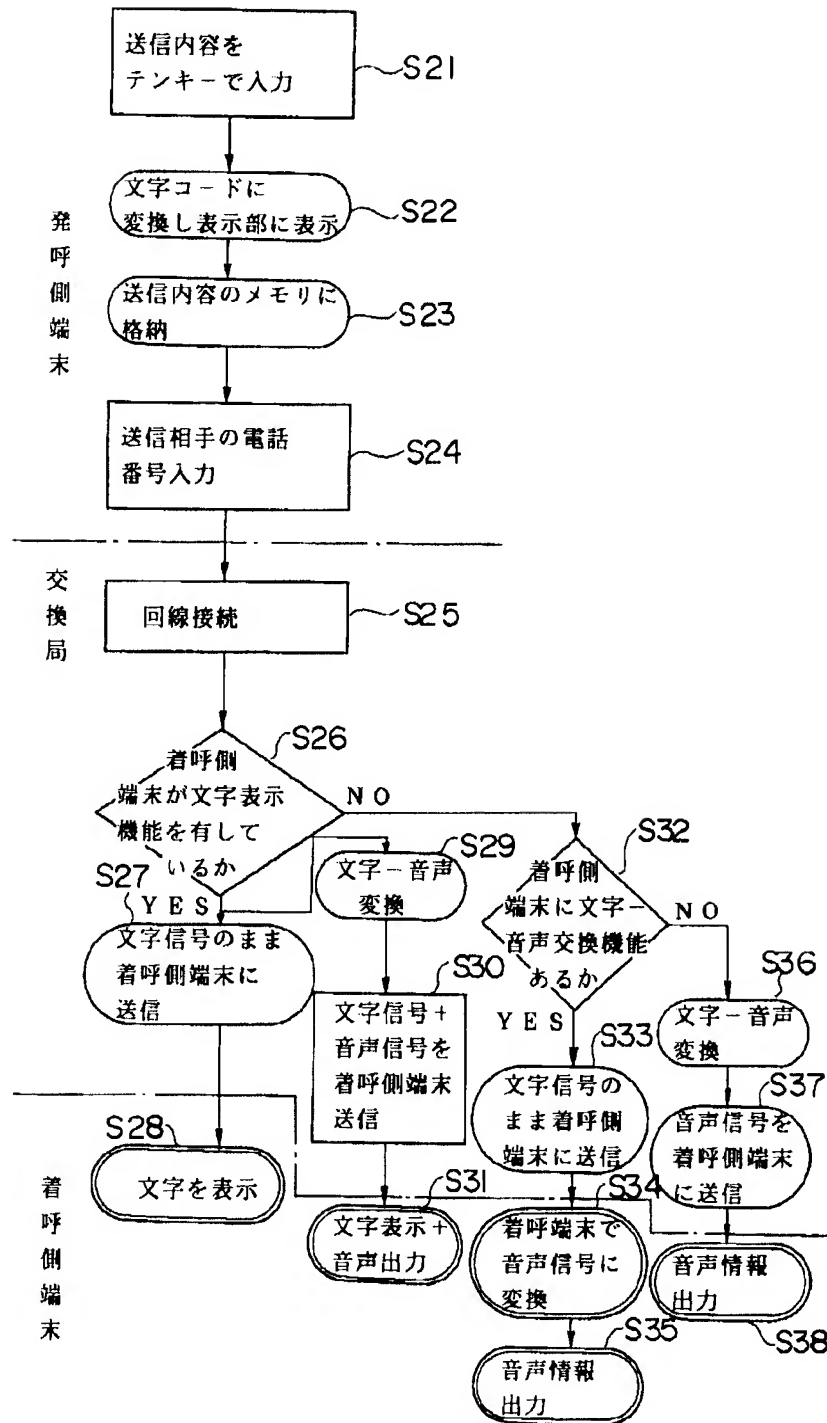 送信内容を
テンキーで入力
S21
文字コードに
変換し表示部に表示
S22
発呼側端末
送信内容のメモリに
格納
S23
送信相手の電話
番号入力
S24
交換局
回線接続
S25
着呼側
端末が文字表示
機能を有して
いるか
S26
NO
YES
S27
文字信号のまま
着呼側端末に
送信
S28
文字を表示
S29
文字-音声
変換
S30
文字信号+
音声信号を
着呼側端末
送信
S31
文字表示+
音声出力
S32
着呼側
端末に文字-
音声交換機能
あるか
NO
YES
S33
文字信号の
まま着呼側
端末に送信
S34
着呼端末で
音声信号に
変換
S35
音声情報
出力
S36
文字-音声
変換
S37
音声信号を
着呼側端末
に送信
音声情報
出力
S38
着呼側端末